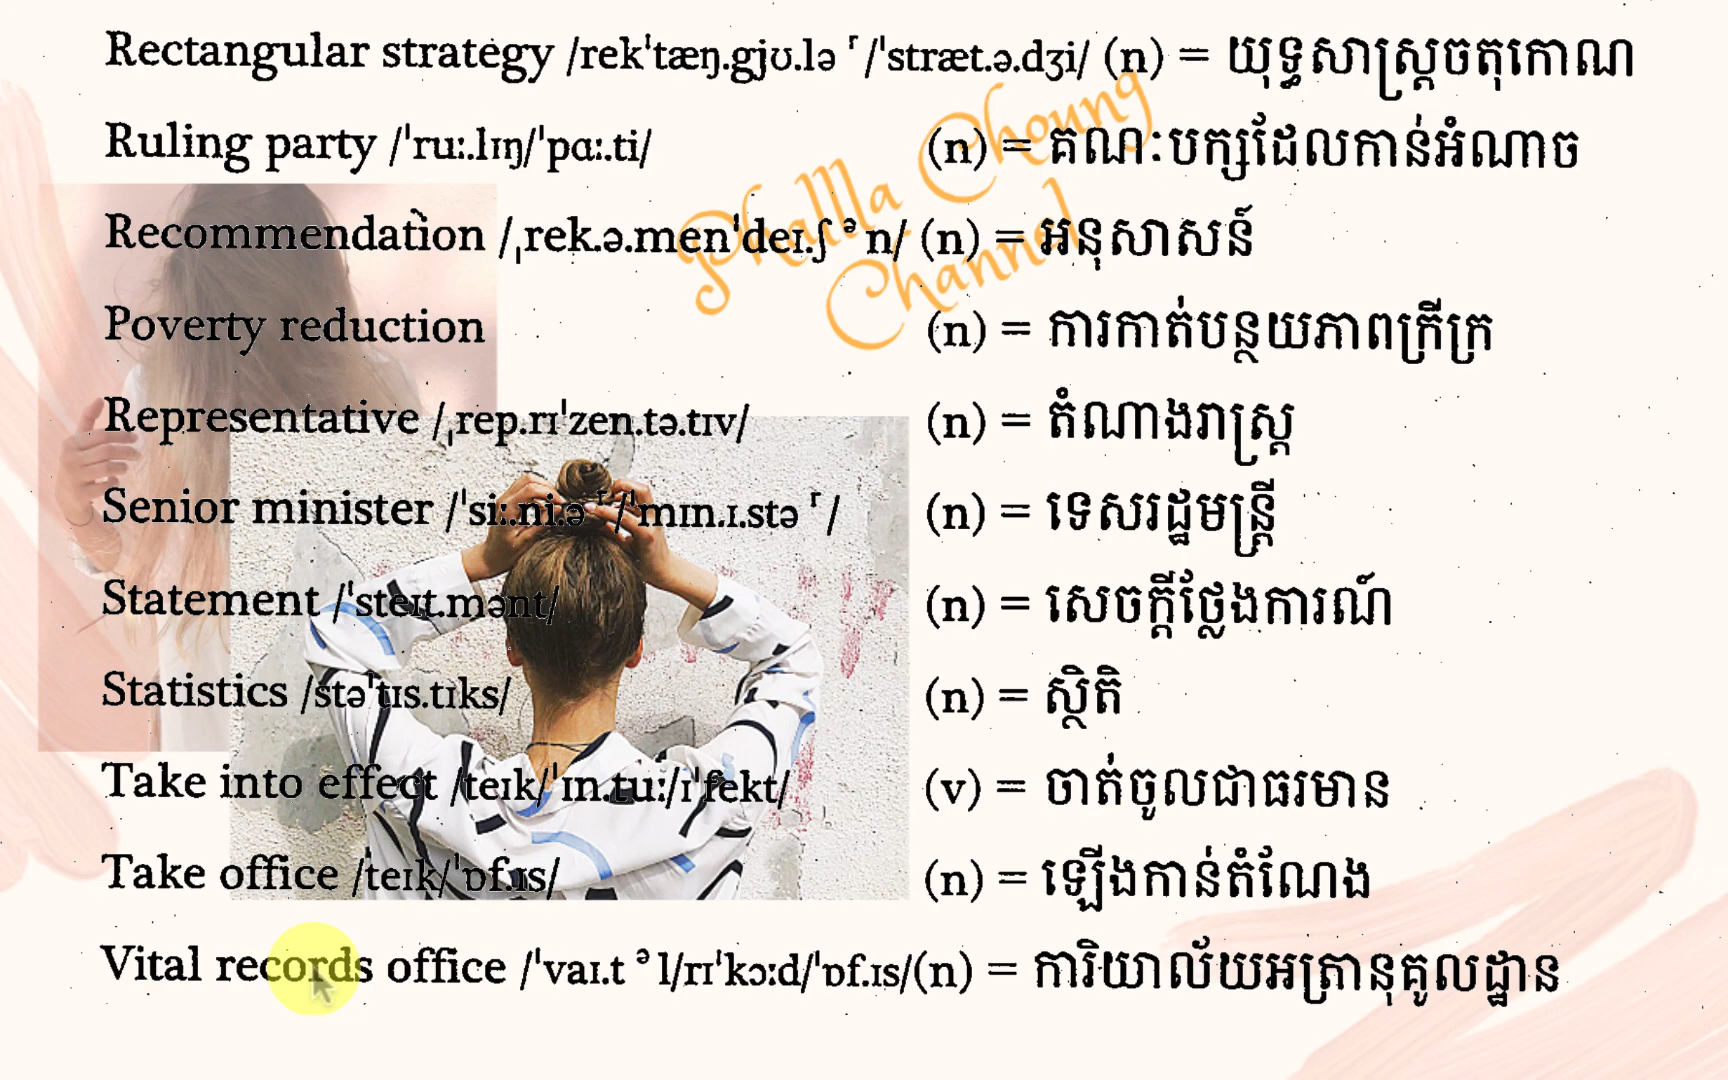 Rectangular strategy /rekˈtæŋ.gjʊ.lə ʳ/ˈstræt.ə.dʒi/ (n) = យុទ្ធសាស្ត្រចតុកោណ
Ruling party /ˈruː.lɪŋ/ˈpɑː.ti/ (n) = គណៈបក្សដែលកាន់អំណាច
Recommendation /ˌrek.ə.menˈdeɪ.ʃ ᵊ n/ (n) = អនុសាសន៍
Poverty reduction (n) = ការកាត់បន្ថយភាពក្រីក្រ
Representative /ˌrep.rɪˈzen.tə.tɪv/ (n) = តំណាងរាស្ត្រ
Senior minister /ˈsiː.ni.ə ʳ/ˈmɪn.ɪ.stə ʳ/ (n) = ទេសរដ្ឋមន្ត្រី
Statement /ˈsteɪt.mənt/ (n) = សេចក្តីថ្លែងការណ៍
Statistics /stəˈtɪs.tɪks/ (n) = ស្ថិតិ
Take into effect /teɪk/ˈɪn.tuː/ɪˈfekt/ (v) = ចាត់ចូលជាធរមាន
Take office /teɪk/ˈɒf.ɪs/ (n) = ឡើងកាន់តំណែង
Vital records office /ˈvaɪ.t ᵊ l/rɪˈkɔːd/ˈɒf.ɪs/(n) = ការិយាល័យអត្រានុគូលដ្ឋាន
Phallla Choung
Channel